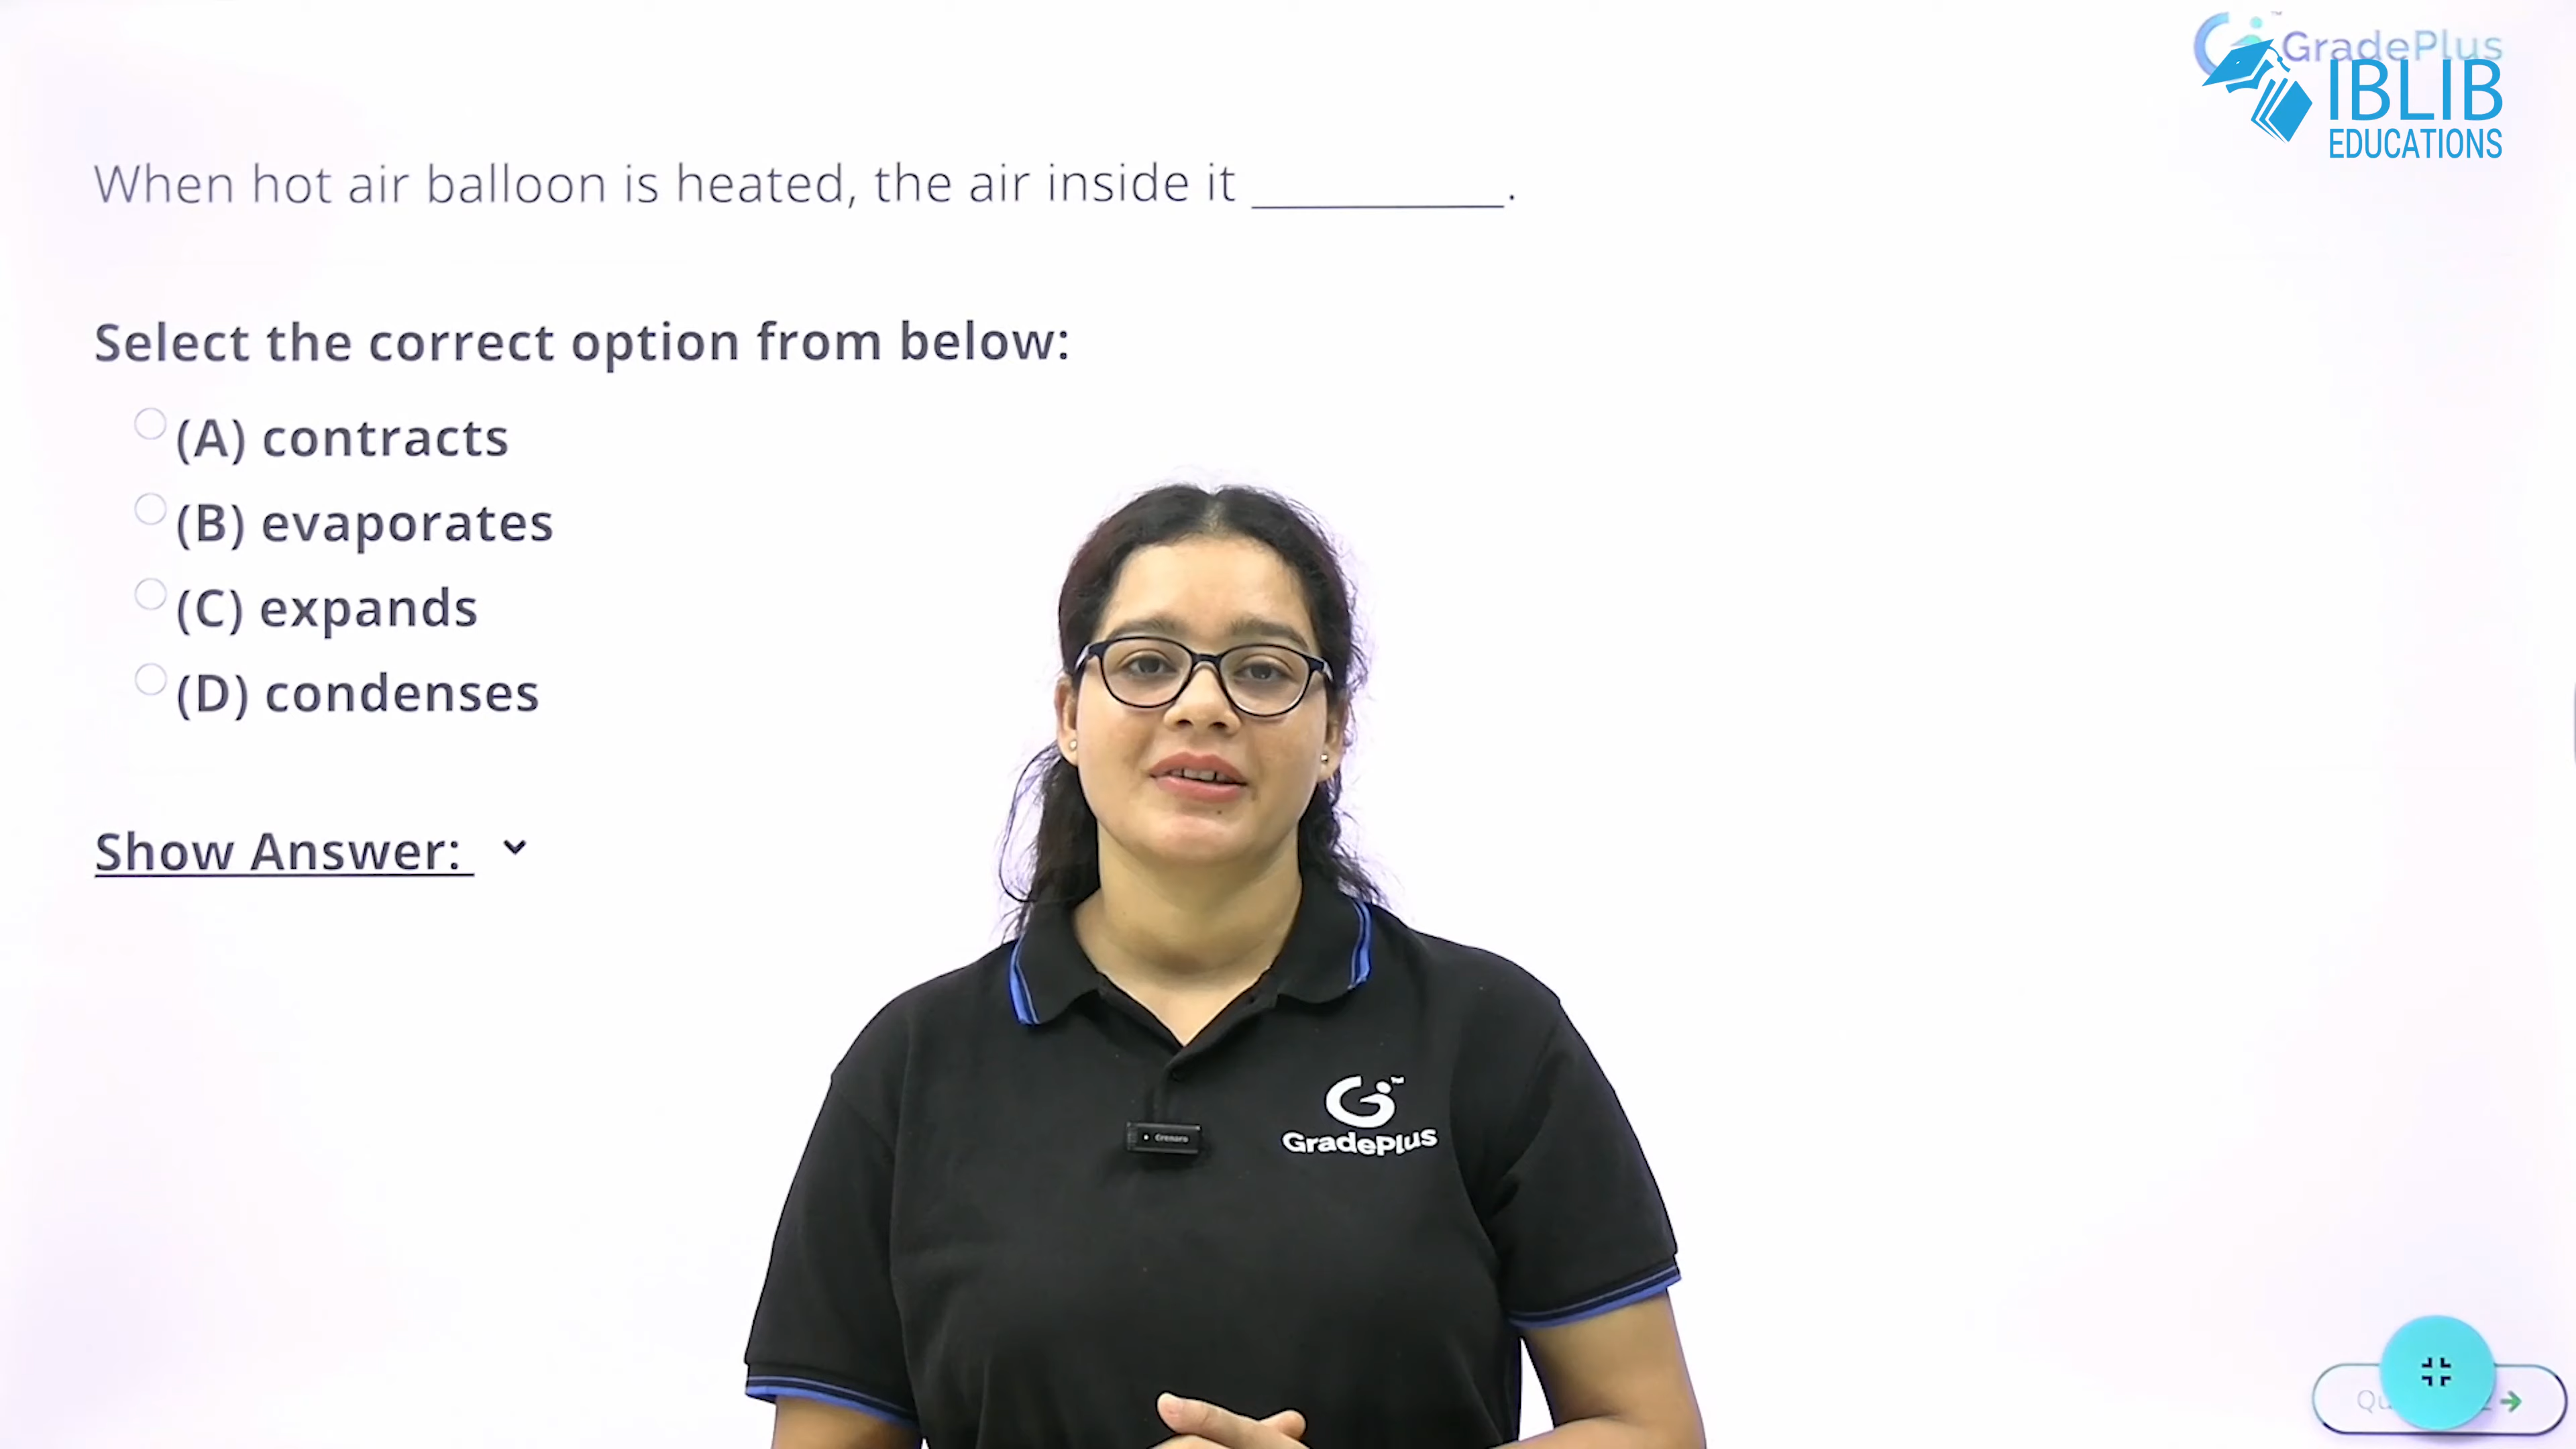 GradePlus
IBLIB
EDUCATIONS
When hot air balloon is heated, the air inside it __________.
Select the correct option from below:
(A) contracts
(B) evaporates
(C) expands
(D) condenses
Show Answer:
GradePlus